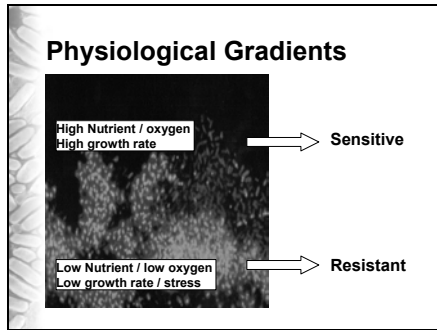 Physiological Gradients
High Nutrient / oxygen
High growth rate
Sensitive
Low Nutrient / low oxygen
Low growth rate / stress
Resistant